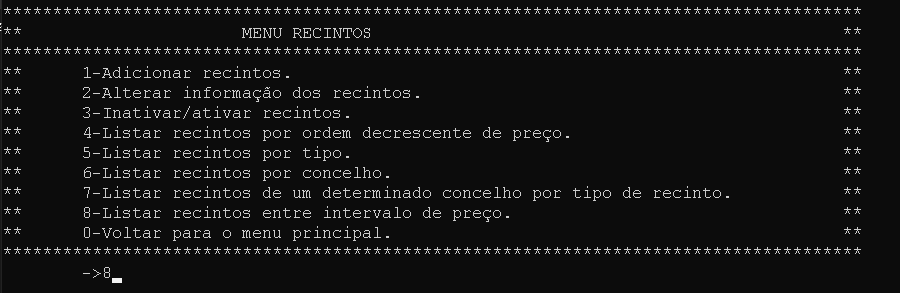 **************************************************************************************
** MENU RECINTOS **
**************************************************************************************
** 1-Adicionar recintos. **
** 2-Alterar informação dos recintos. **
** 3-Inativar/ativar recintos. **
** 4-Listar recintos por ordem decrescente de preço. **
** 5-Listar recintos por tipo. **
** 6-Listar recintos por concelho. **
** 7-Listar recintos de um determinado concelho por tipo de recinto. **
** 8-Listar recintos entre intervalo de preço. **
** 0-Voltar para o menu principal. **
**************************************************************************************
->8